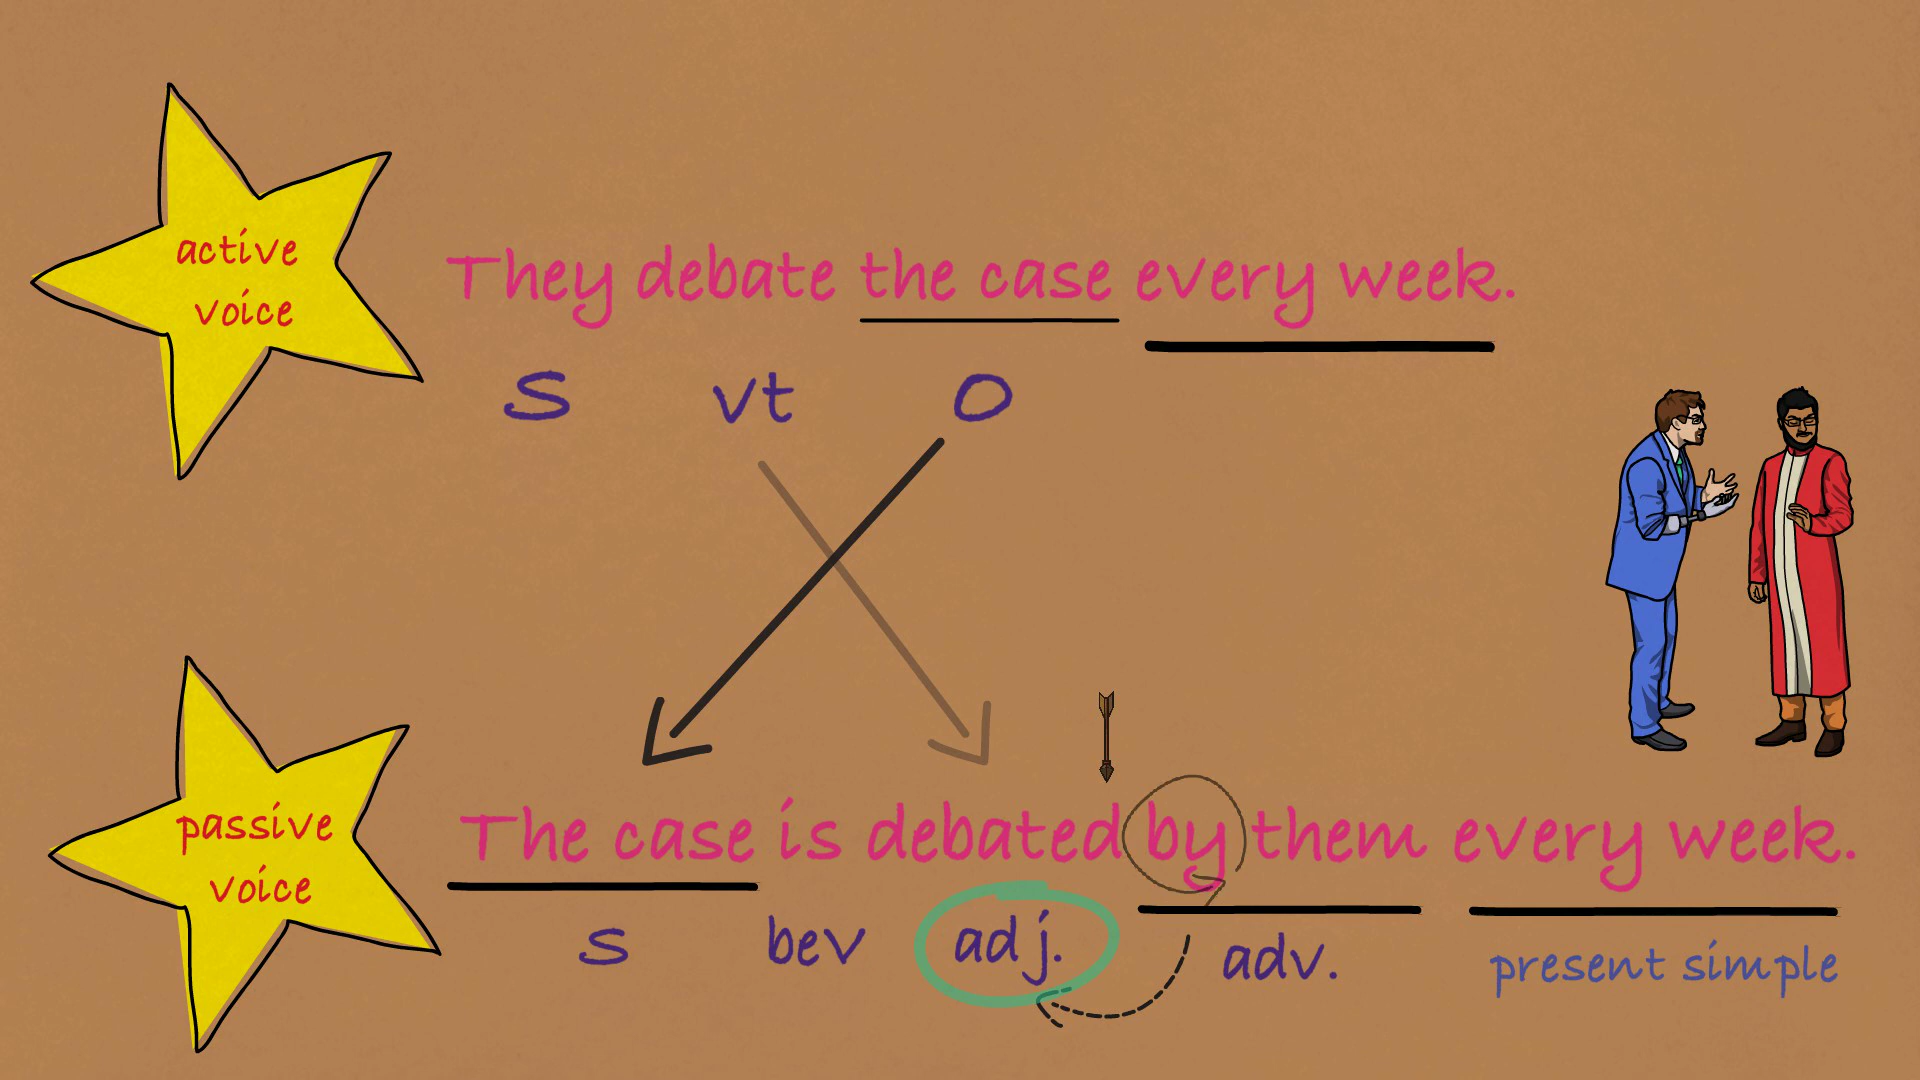 active
voice
They debate the case every week.
S vt O
passive
voice
The case is debated by them every week.
S bev adj. adv. present simple